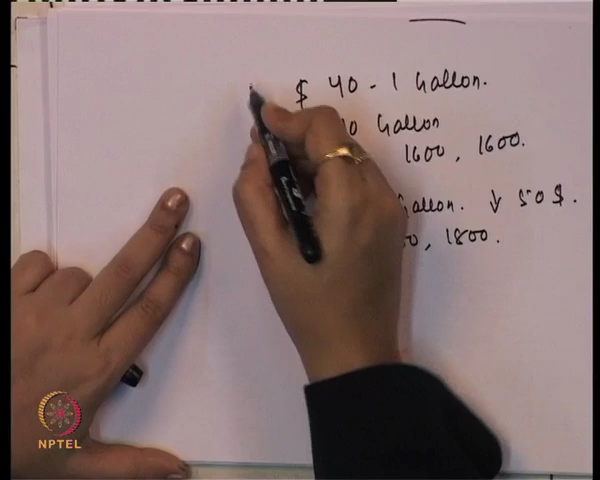 $ 40 - 1 Gallon.
Gallon
1600, 1600.
Gallon. ↓ 50 $.
, 1800.
NPTEL